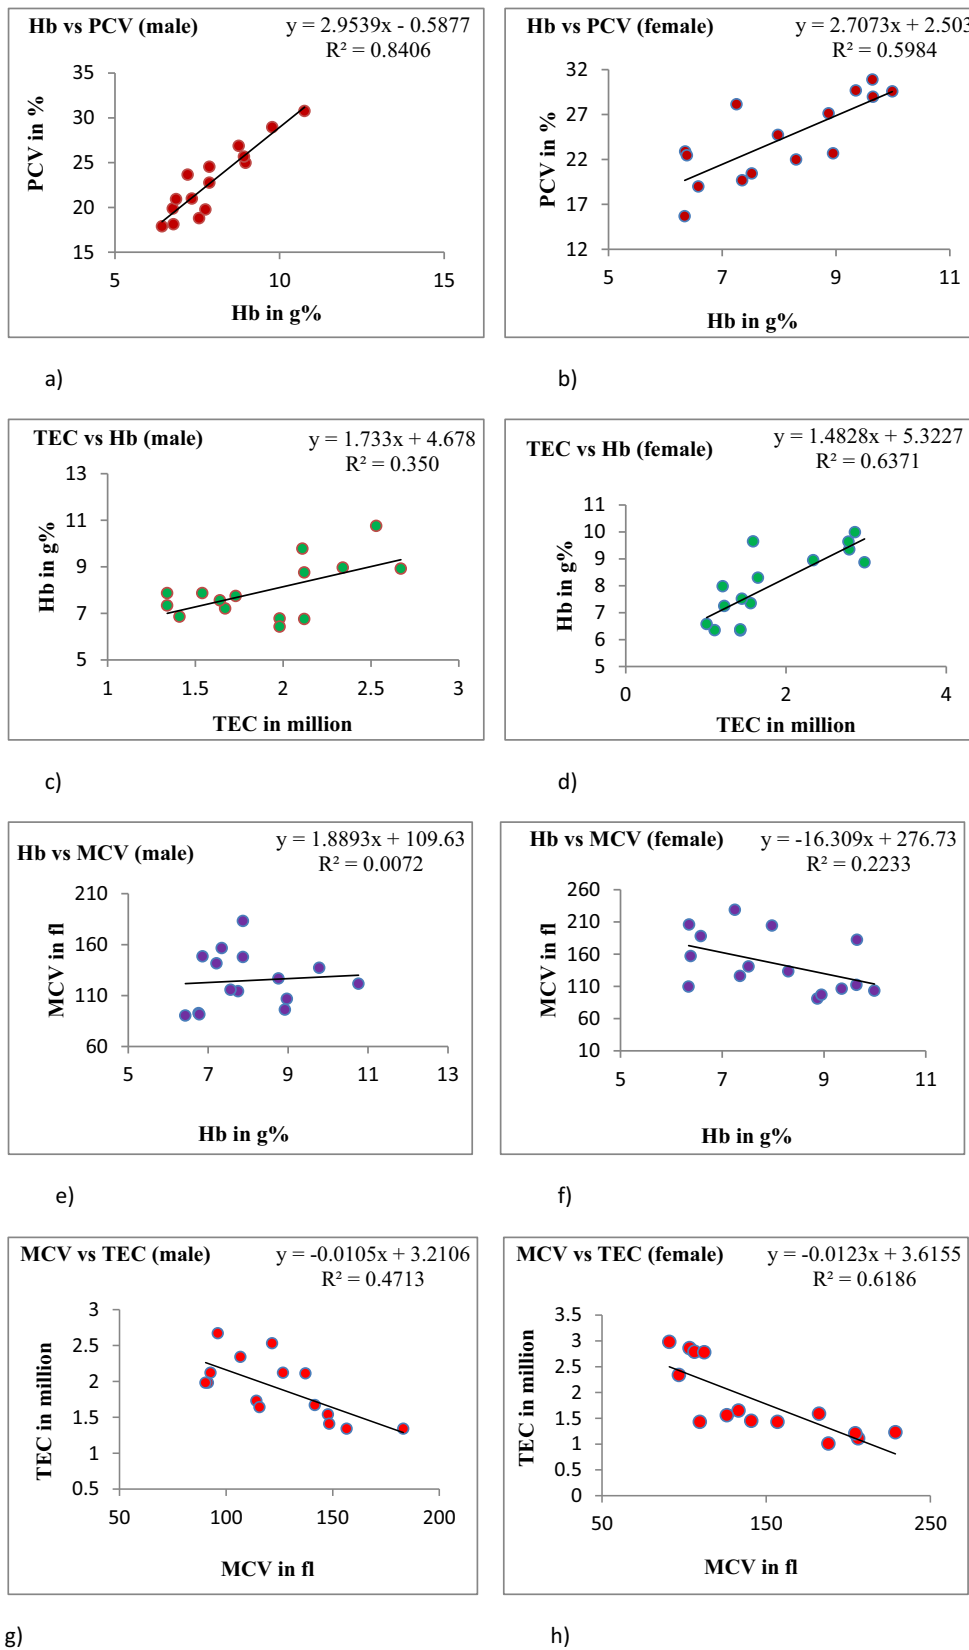 Hb vs PCV (male) y = 2.9539x - 0.5877
R² = 0.8406
PCV in %
35
30
25
20
15
5 10 15
Hb in g%
a)
Hb vs PCV (female) y = 2.7073x + 2.503
R² = 0.5984
PCV in %
32
27
22
17
12
5 7 9 11
Hb in g%
b)
TEC vs Hb (male) y = 1.733x + 4.678
R² = 0.350
Hb in g%
13
11
9
7
5
1 1.5 2 2.5 3
TEC in million
c)
TEC vs Hb (female) y = 1.4828x + 5.3227
R² = 0.6371
Hb in g%
11
10
9
8
7
6
5
0 2 4
TEC in million
d)
Hb vs MCV (male) y = 1.8893x + 109.63
R² = 0.0072
MCV in fl
210
160
110
60
5 7 9 11 13
Hb in g%
e)
Hb vs MCV (female) y = -16.309x + 276.73
R² = 0.2233
MCV in fl
260
210
160
110
60
10
5 7 9 11
Hb in g%
f)
MCV vs TEC (male) y = -0.0105x + 3.2106
R² = 0.4713
TEC in million
3
2.5
2
1.5
1
0.5
50 100 150 200
MCV in fl
g)
MCV vs TEC (female) y = -0.0123x + 3.6155
R² = 0.6186
TEC in million
3.5
3
2.5
2
1.5
1
0.5
0
50 150 250
MCV in fl
h)